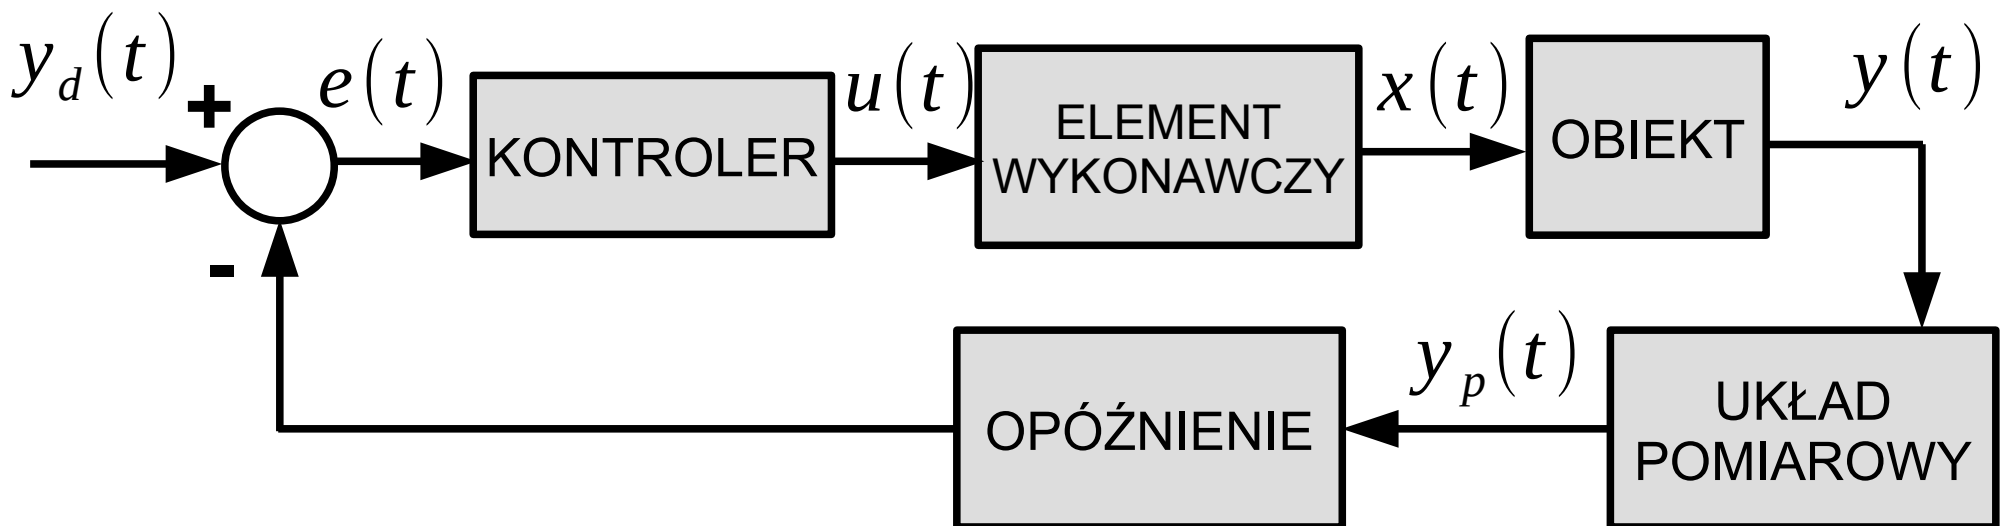 y_d(t)
+
e(t)
KONTROLER
u(t)
ELEMENT
WYKONAWCZY
x(t)
OBIEKT
y(t)
-
OPÓŹNIENIE
y_p(t)
UKŁAD
POMIAROWY